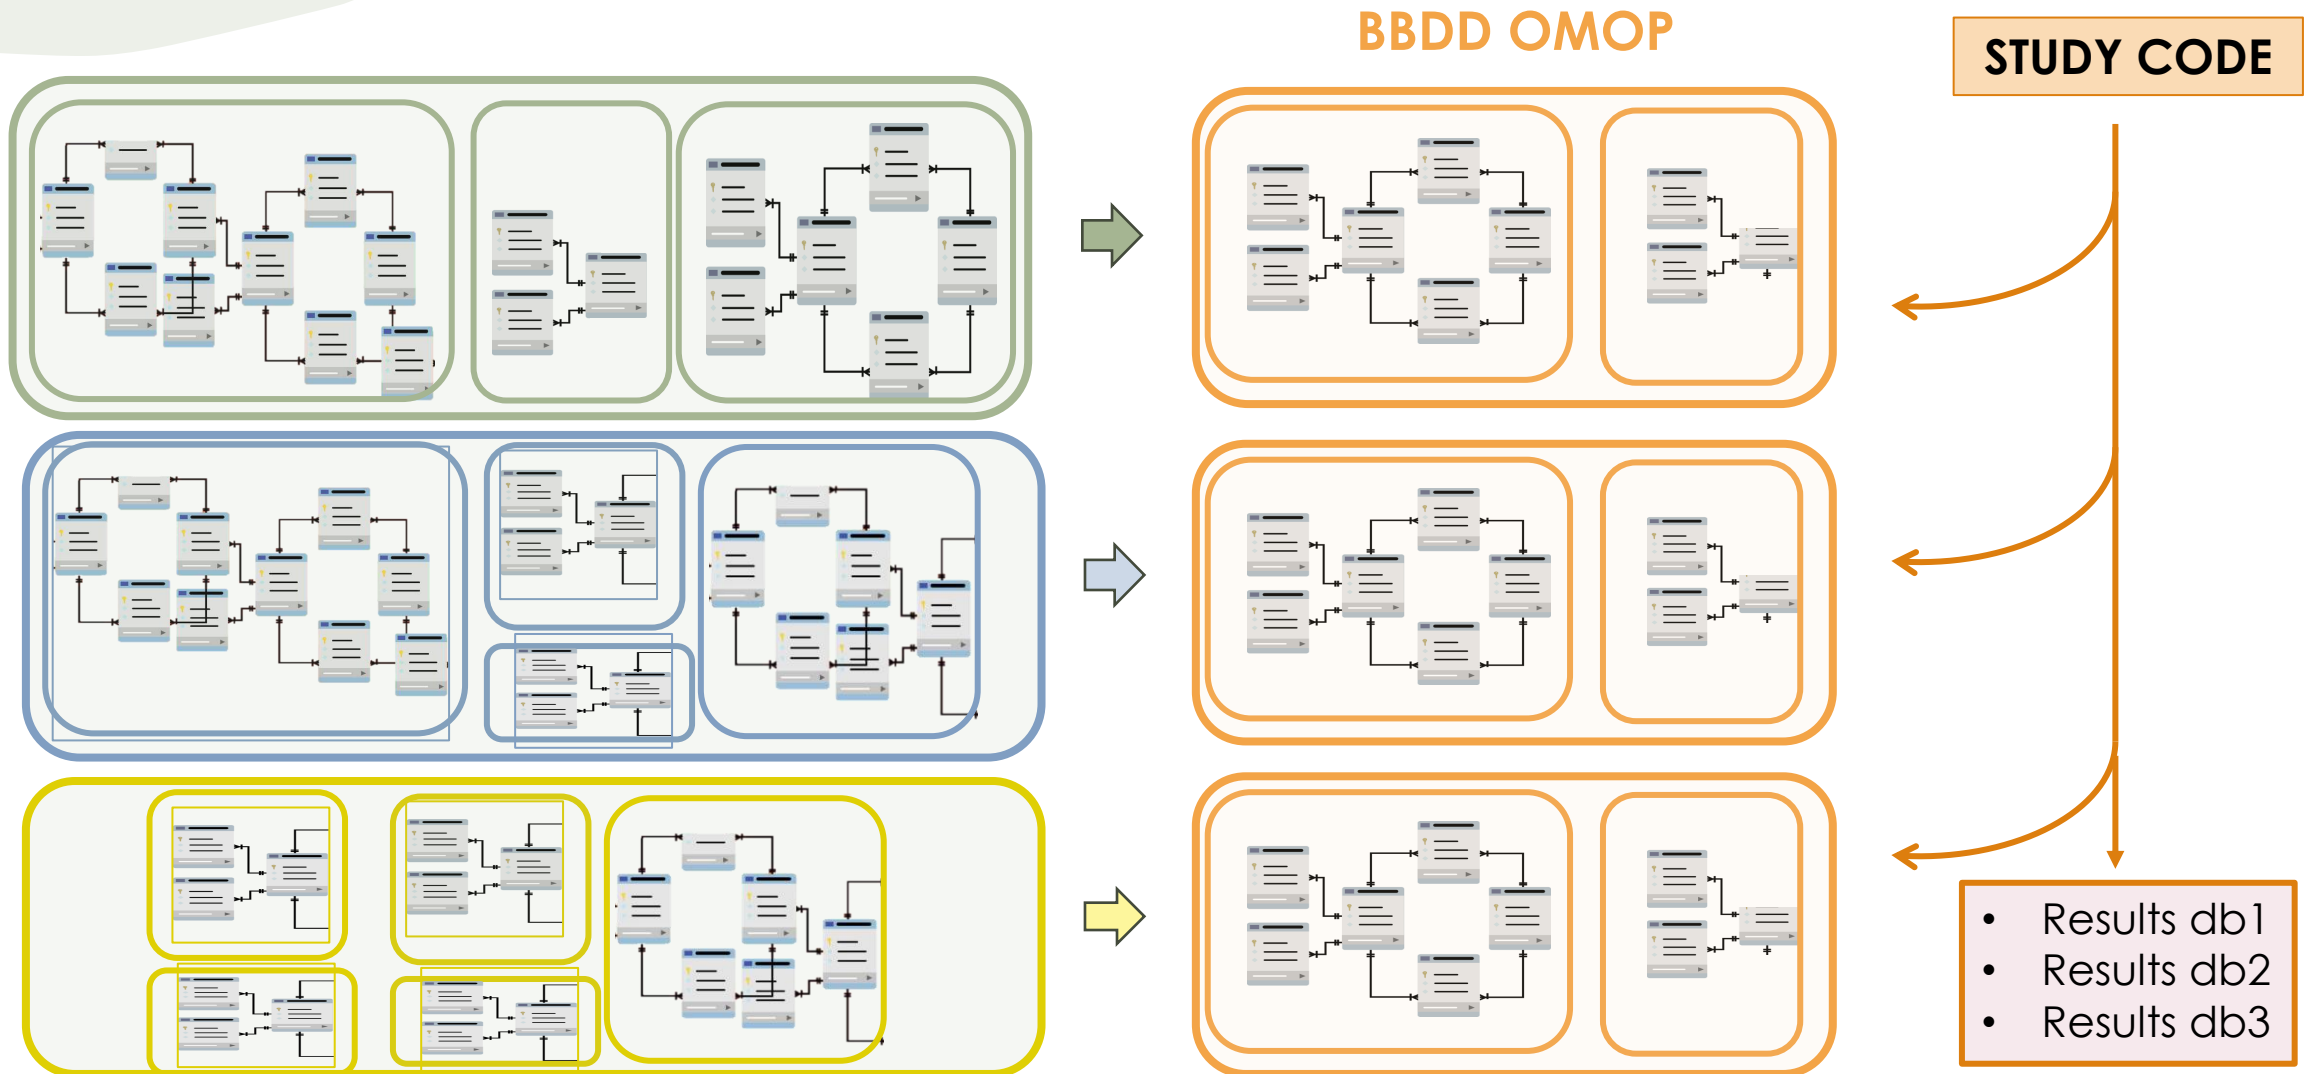 BBDD OMOP
STUDY CODE
• Results db1
• Results db2
• Results db3